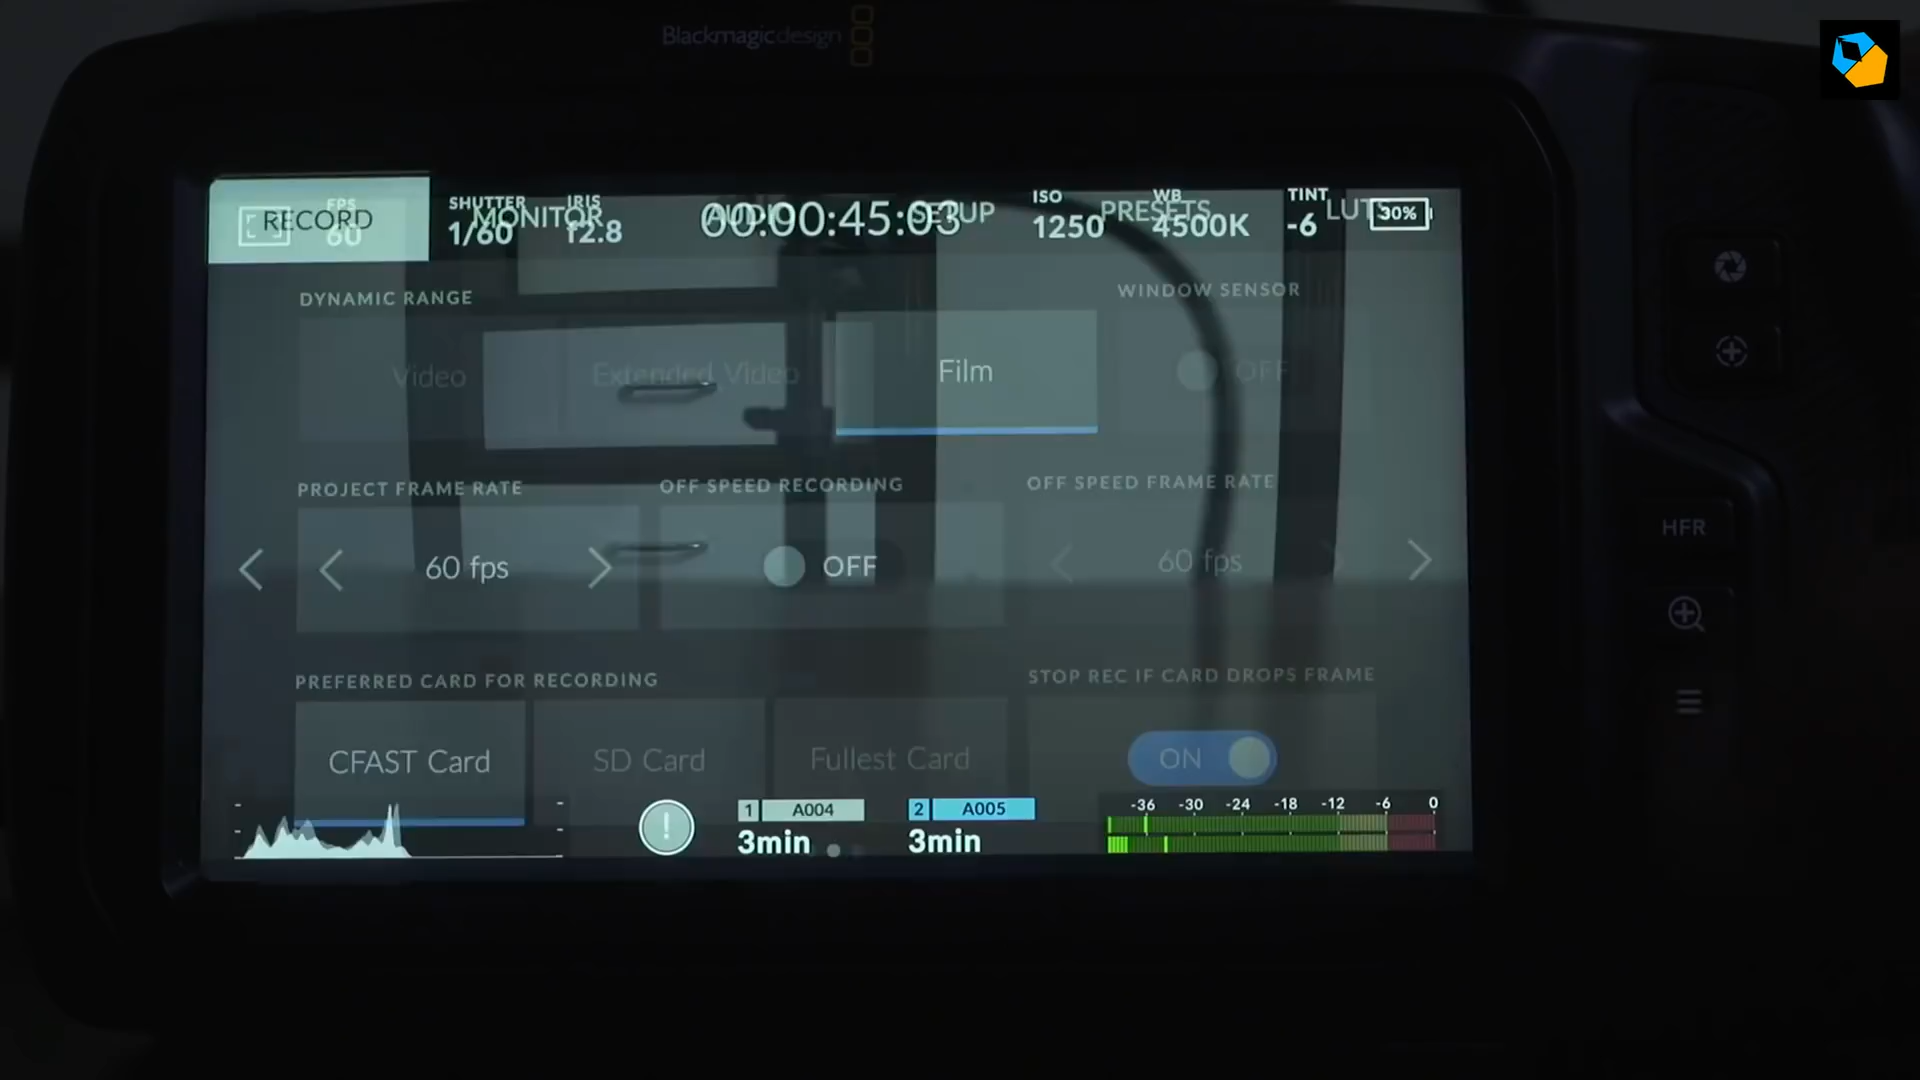 Blackmagicdesign
RECORD MONITOR AUDIO SETUP PRESETS LUTS
FPS 60 SHUTTER 1/60 IRIS f2.8 00:00:45:03 ISO 1250 WB 4500K TINT -6 30%
DYNAMIC RANGE WINDOW SENSOR
Video Extended Video Film OFF
PROJECT FRAME RATE OFF SPEED RECORDING OFF SPEED FRAME RATE
60 fps OFF 60 fps
HFR
PREFERRED CARD FOR RECORDING STOP REC IF CARD DROPS FRAME
CFAST Card SD Card Fullest Card ON
! 1 A004 2 A005 -36 -30 -24 -18 -12 -6 0
3min 3min